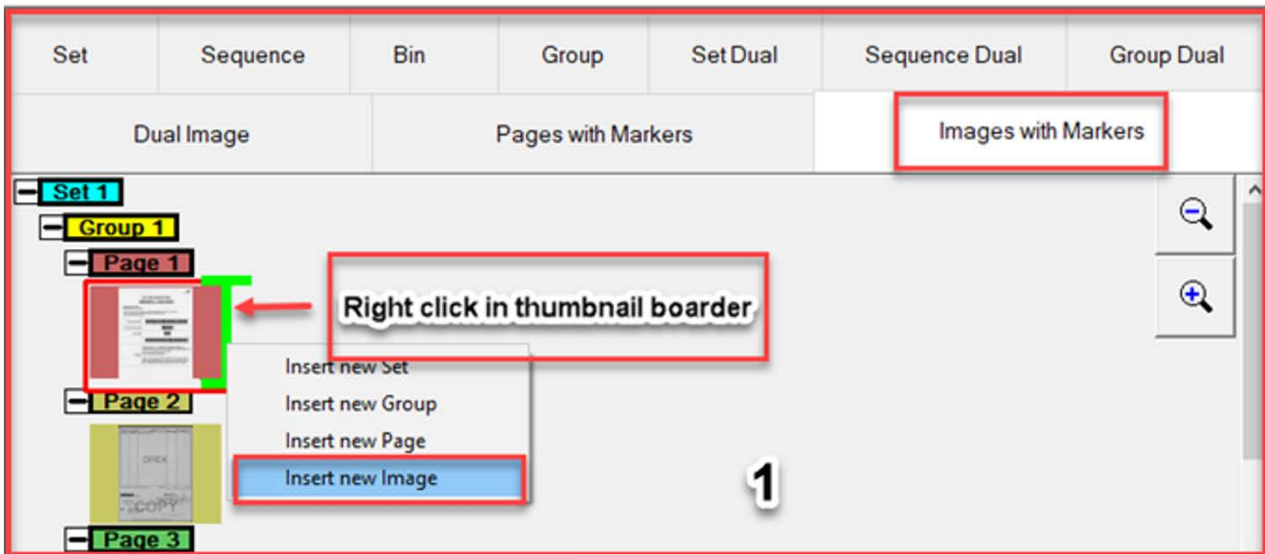 Set Sequence Bin Group Set Dual Sequence Dual Group Dual
Dual Image Pages with Markers Images with Markers
Set 1
Group 1
Page 1
Right click in thumbnail boarder
Insert new Set
Insert new Group
Page 2
Insert new Page
Insert new Image
1
COPY
Page 3